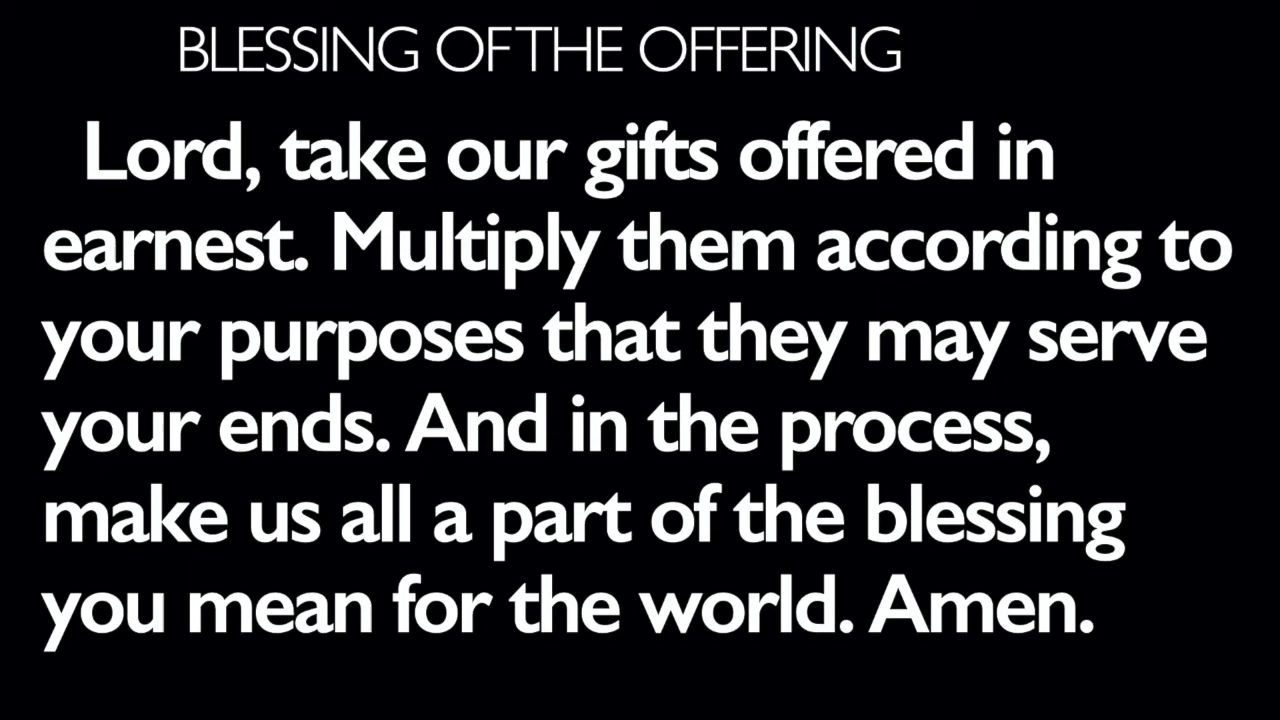 BLESSING OF THE OFFERING
Lord, take our gifts offered in
earnest. Multiply them according to
your purposes that they may serve
your ends. And in the process,
make us all a part of the blessing
you mean for the world. Amen.